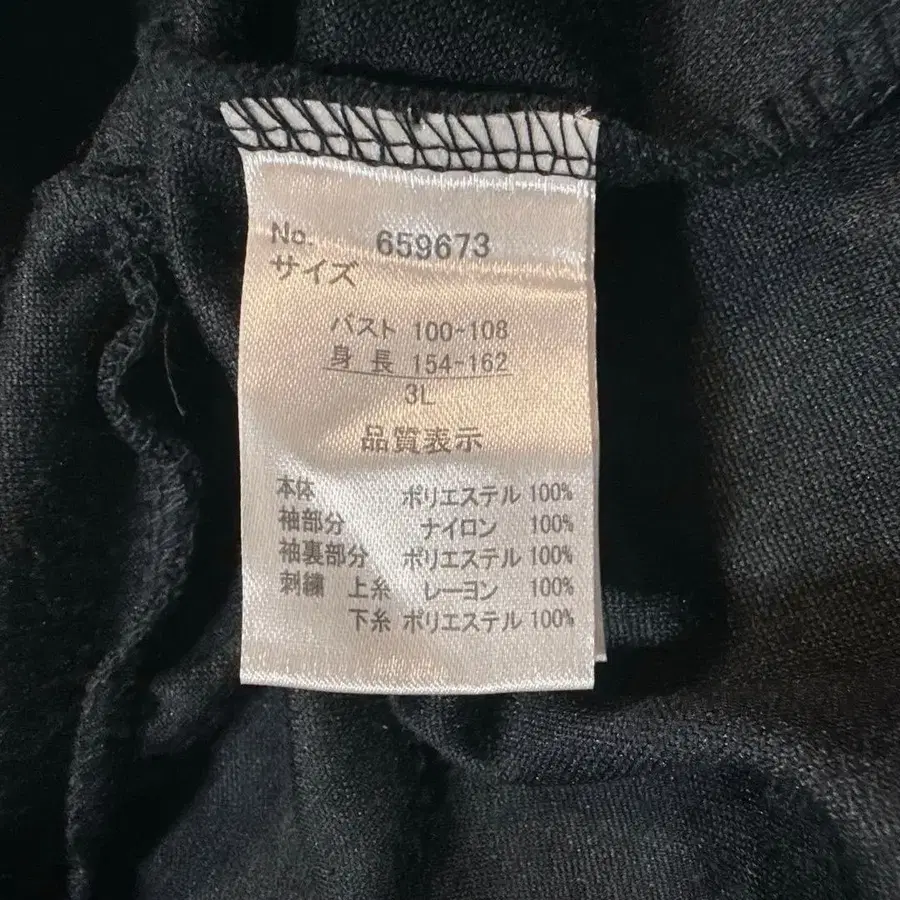 No. 659673
サイズ
バスト 100-108
身長 154-162
3L
品質表示
本体 ポリエステル 100%
袖部分 ナイロン 100%
袖裏部分 ポリエステル 100%
刺繍 上糸 レーヨン 100%
下糸 ポリエステル 100%